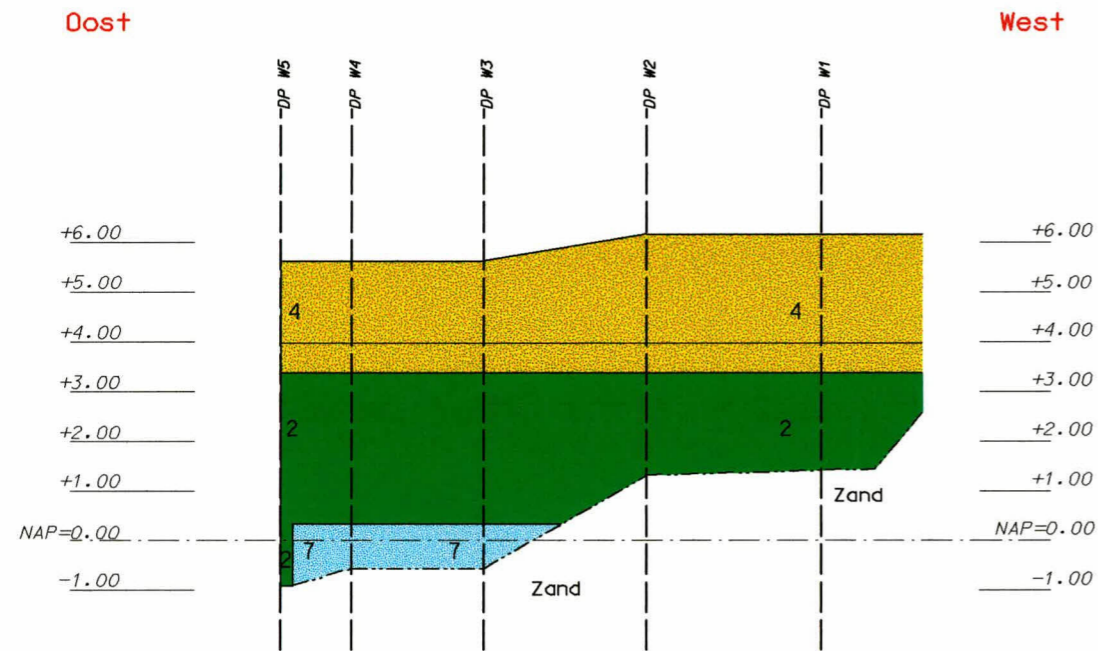 Oost
West
DP W5
DP W4
DP W3
DP W2
DP W1
+6.00
+6.00
+5.00
+5.00
4
4
+4.00
+4.00
+3.00
+3.00
2
2
+2.00
+2.00
+1.00
+1.00
Zand
NAP=0.00
NAP=0.00
2
7
7
-1.00
-1.00
Zand